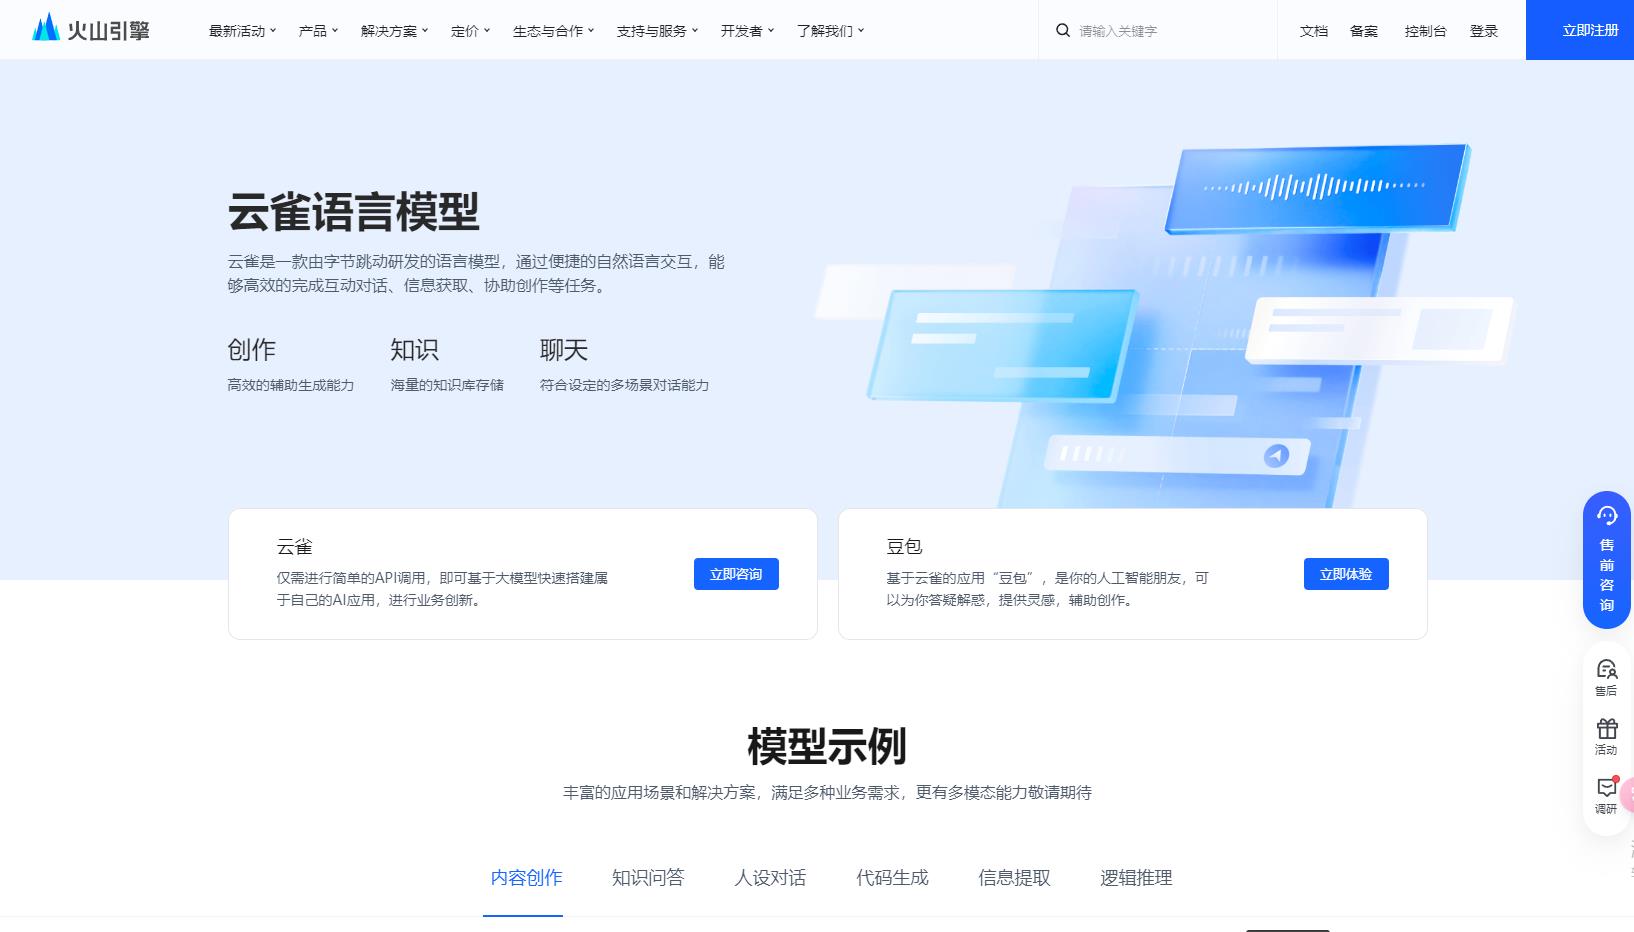 火山引擎
最新活动 产品 解决方案 定价 生态与合作 支持与服务 开发者 了解我们
请输入关键字
文档 备案 控制台 登录 立即注册
云雀语言模型
云雀是一款由字节跳动研发的语言模型，通过便捷的自然语言交互，能
够高效的完成互动对话、信息获取、协助创作等任务。
创作 知识 聊天
高效的辅助生成能力 海量的知识库存储 符合设定的多场景对话能力
云雀
仅需进行简单的API调用，即可基于大模型快速搭建属
于自己的AI应用，进行业务创新。
立即咨询
豆包
基于云雀的应用“豆包”，是你的人工智能朋友，可
以为你答疑解惑，提供灵感，辅助创作。
立即体验
售前咨询
售后
活动
调研
模型示例
丰富的应用场景和解决方案，满足多种业务需求，更有多模态能力敬请期待
内容创作 知识问答 人设对话 代码生成 信息提取 逻辑推理